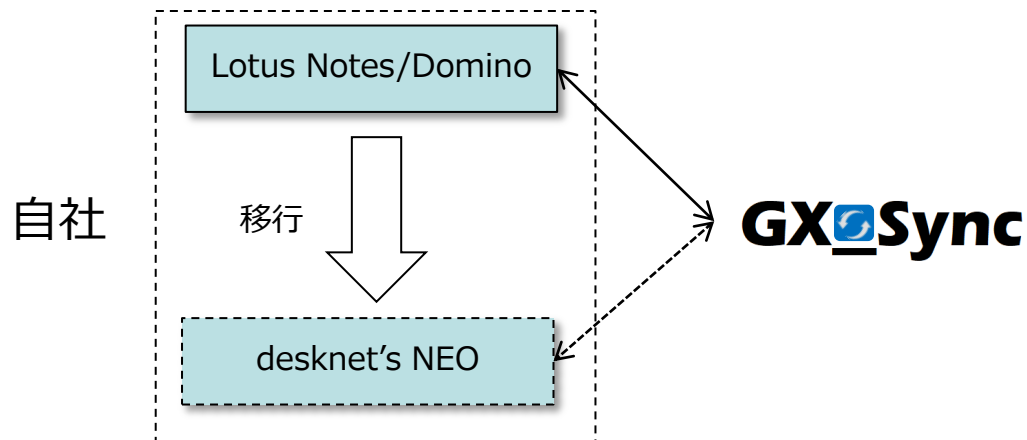 Lotus Notes/Domino
自社
移行
GX_Sync
desknet’s NEO